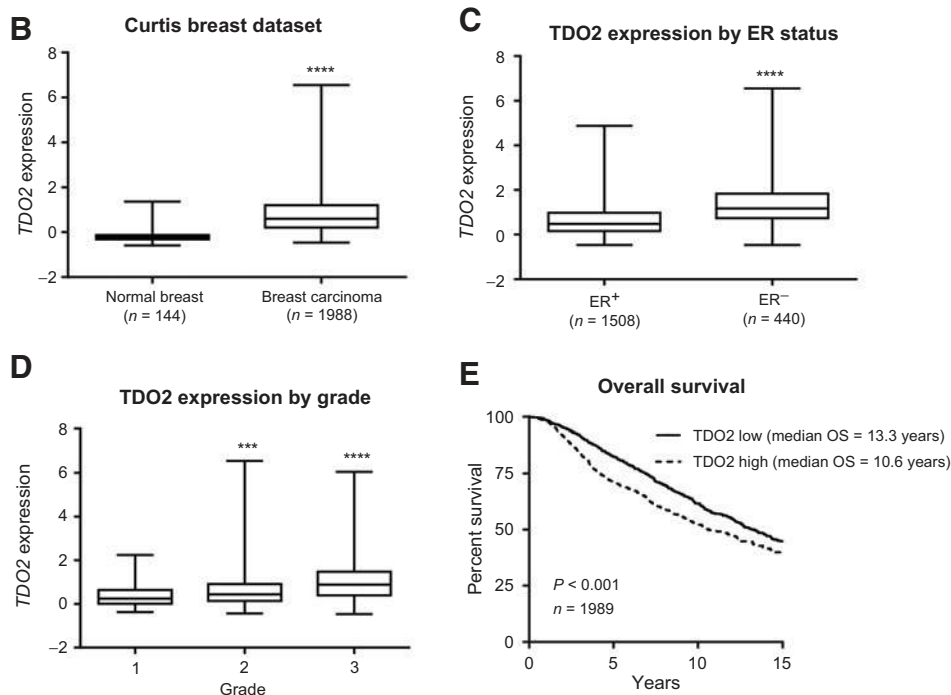 B
Curtis breast dataset
TDO2 expression
8
6
4
2
0
−2
****
Normal breast
(n = 144)
Breast carcinoma
(n = 1988)
C
TDO2 expression by ER status
TDO2 expression
8
6
4
2
0
−2
****
ER+
(n = 1508)
ER−
(n = 440)
D
TDO2 expression by grade
TDO2 expression
8
6
4
2
0
−2
***
****
1 2 3
Grade
E
Overall survival
Percent survival
100
75
50
25
0
TDO2 low (median OS = 13.3 years)
TDO2 high (median OS = 10.6 years)
P < 0.001
n = 1989
0 5 10 15
Years